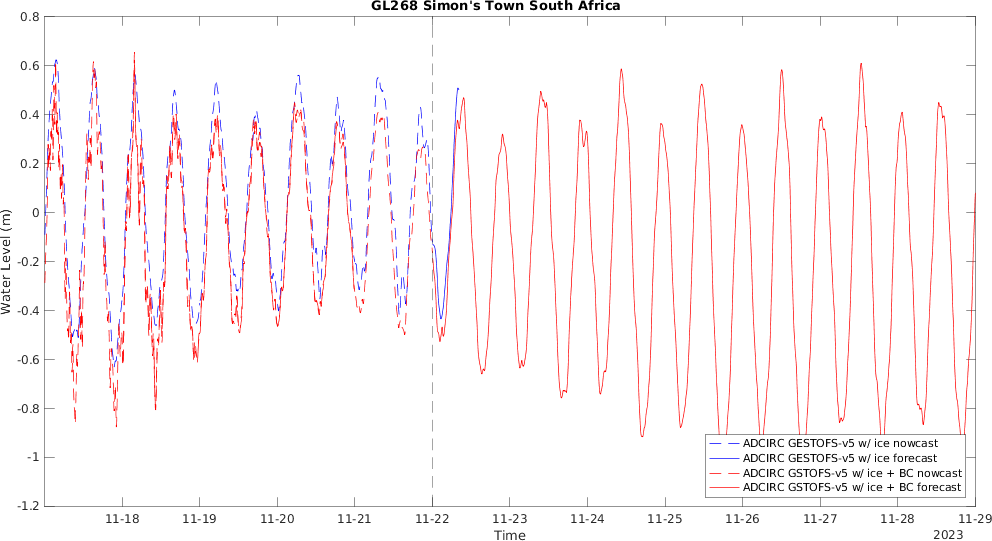 GL268 Simon's Town South Africa
0.8
0.6
0.4
0.2
0
-0.2
-0.4
-0.6
-0.8
-1
-1.2
Water Level (m)
ADCIRC GESTOFS-v5 w/ ice nowcast
ADCIRC GESTOFS-v5 w/ ice forecast
ADCIRC GSTOFS-v5 w/ ice + BC nowcast
ADCIRC GSTOFS-v5 w/ ice + BC forecast
11-18 11-19 11-20 11-21 11-22 11-23 11-24 11-25 11-26 11-27 11-28 11-29
Time
2023